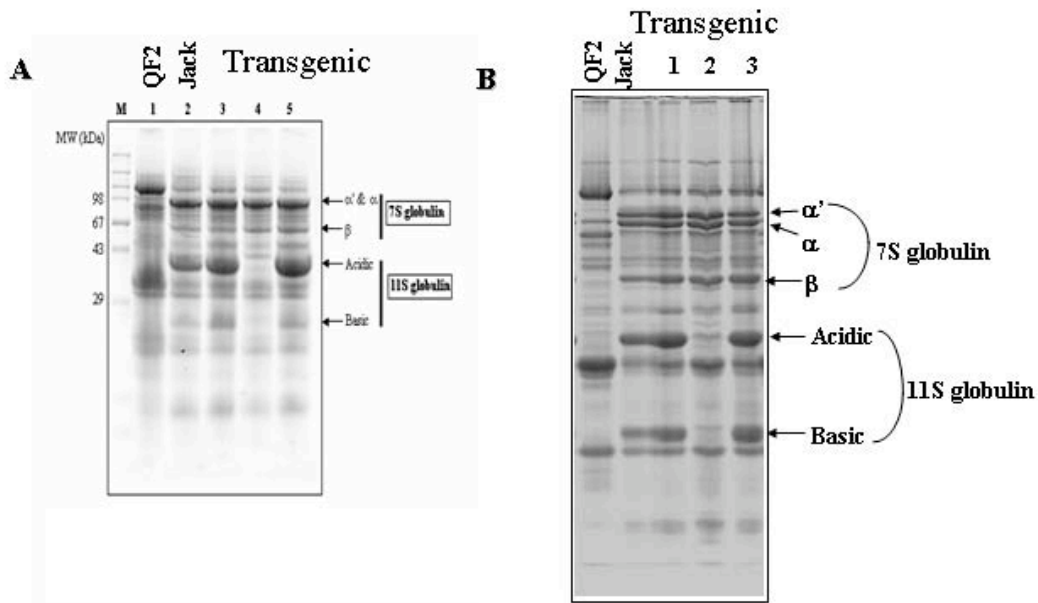 A
QF2
Jack
Transgenic
M 1 2 3 4 5
MW (kDa)
98
67
43
29
α' & α
β
7S globulin
Acidic
11S globulin
Basic
B
Transgenic
QF2
Jack
1 2 3
α'
α
β
7S globulin
Acidic
11S globulin
Basic